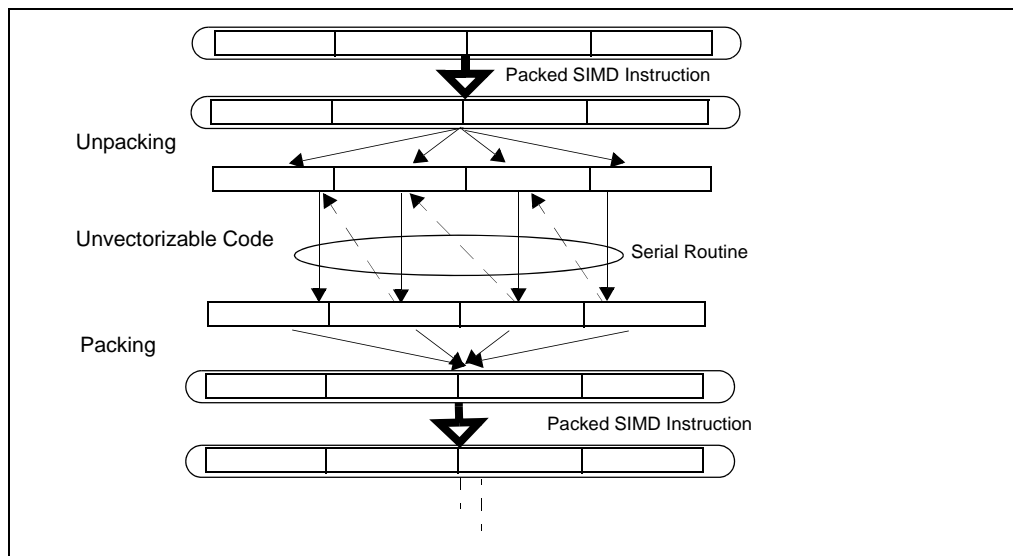 Packed SIMD Instruction
Unpacking
Unvectorizable Code
Serial Routine
Packing
Packed SIMD Instruction